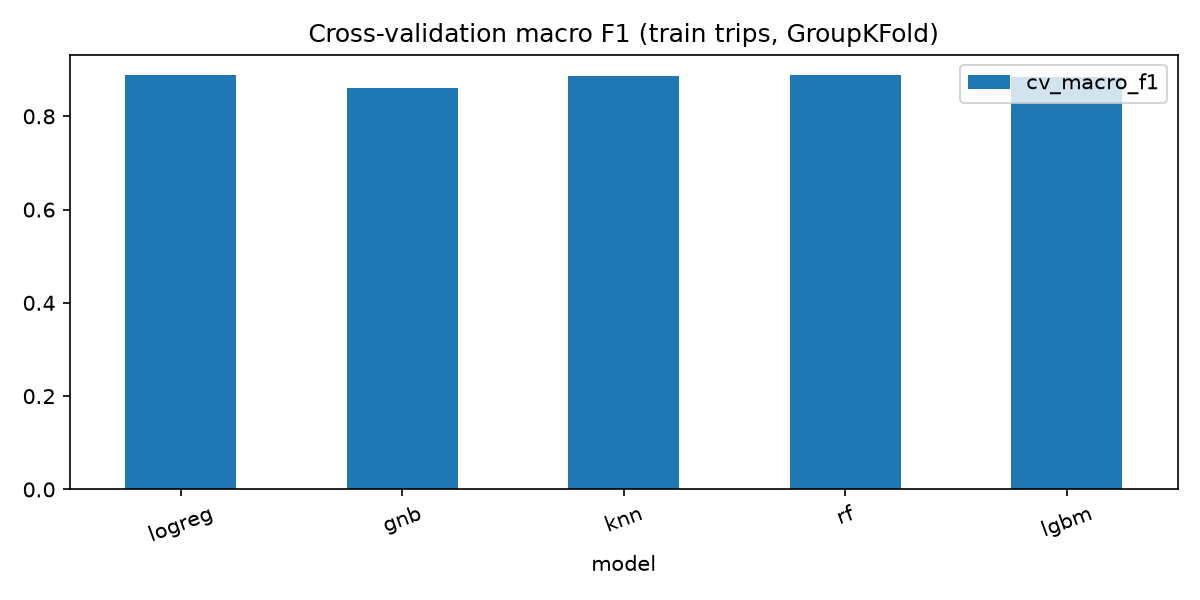 Cross-validation macro F1 (train trips, GroupKFold)
cv_macro_f1
0.8
0.6
0.4
0.2
0.0
logreg
gnb
knn
rf
lgbm
model